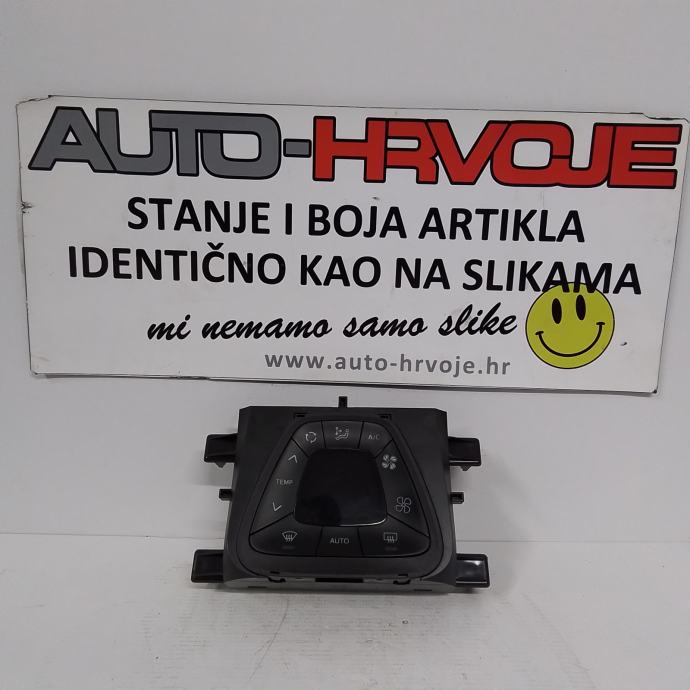 AUTO-HRVOJE
STANJE I BOJA ARTIKLA
IDENTIČNO KAO NA SLIKAMA
mi nemamo samo slike
www.auto-hrvoje.hr
A/C
TEMP
AUTO